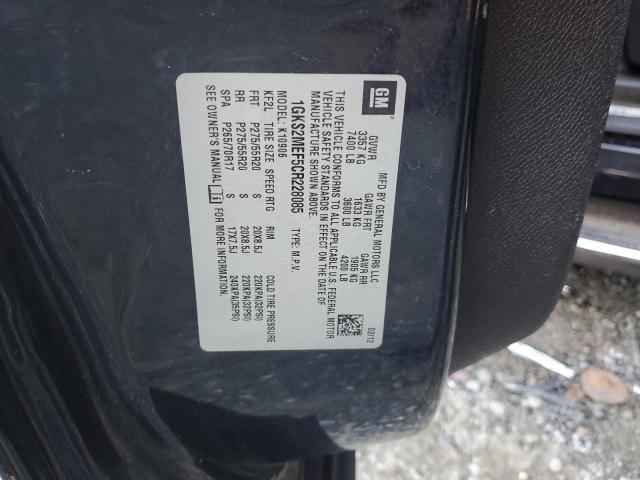 GM
MFD BY GENERAL MOTORS LLC
02/12
GVWR GAWR FRT GAWR RR
3357 KG 1633 KG 1905 KG
7400 LB 3600 LB 4200 LB
THIS VEHICLE CONFORMS TO ALL APPLICABLE U.S. FEDERAL MOTOR
VEHICLE SAFETY STANDARDS IN EFFECT ON THE DATE OF
MANUFACTURE SHOWN ABOVE.
1GKS2MEF5CR228085 TYPE: M.P.V.
MODEL: K10906
KF2L TIRE SIZE SPEED RTG RIM COLD TIRE PRESSURE
FRT P275/55R20 S 20X8.5J 220KPA(32PSI)
RR P275/55R20 S 20X8.5J 220KPA(32PSI)
SPA P265/70R17 S 17X7.5J 240KPA(35PSI)
SEE OWNER'S MANUAL FOR MORE INFORMATION.